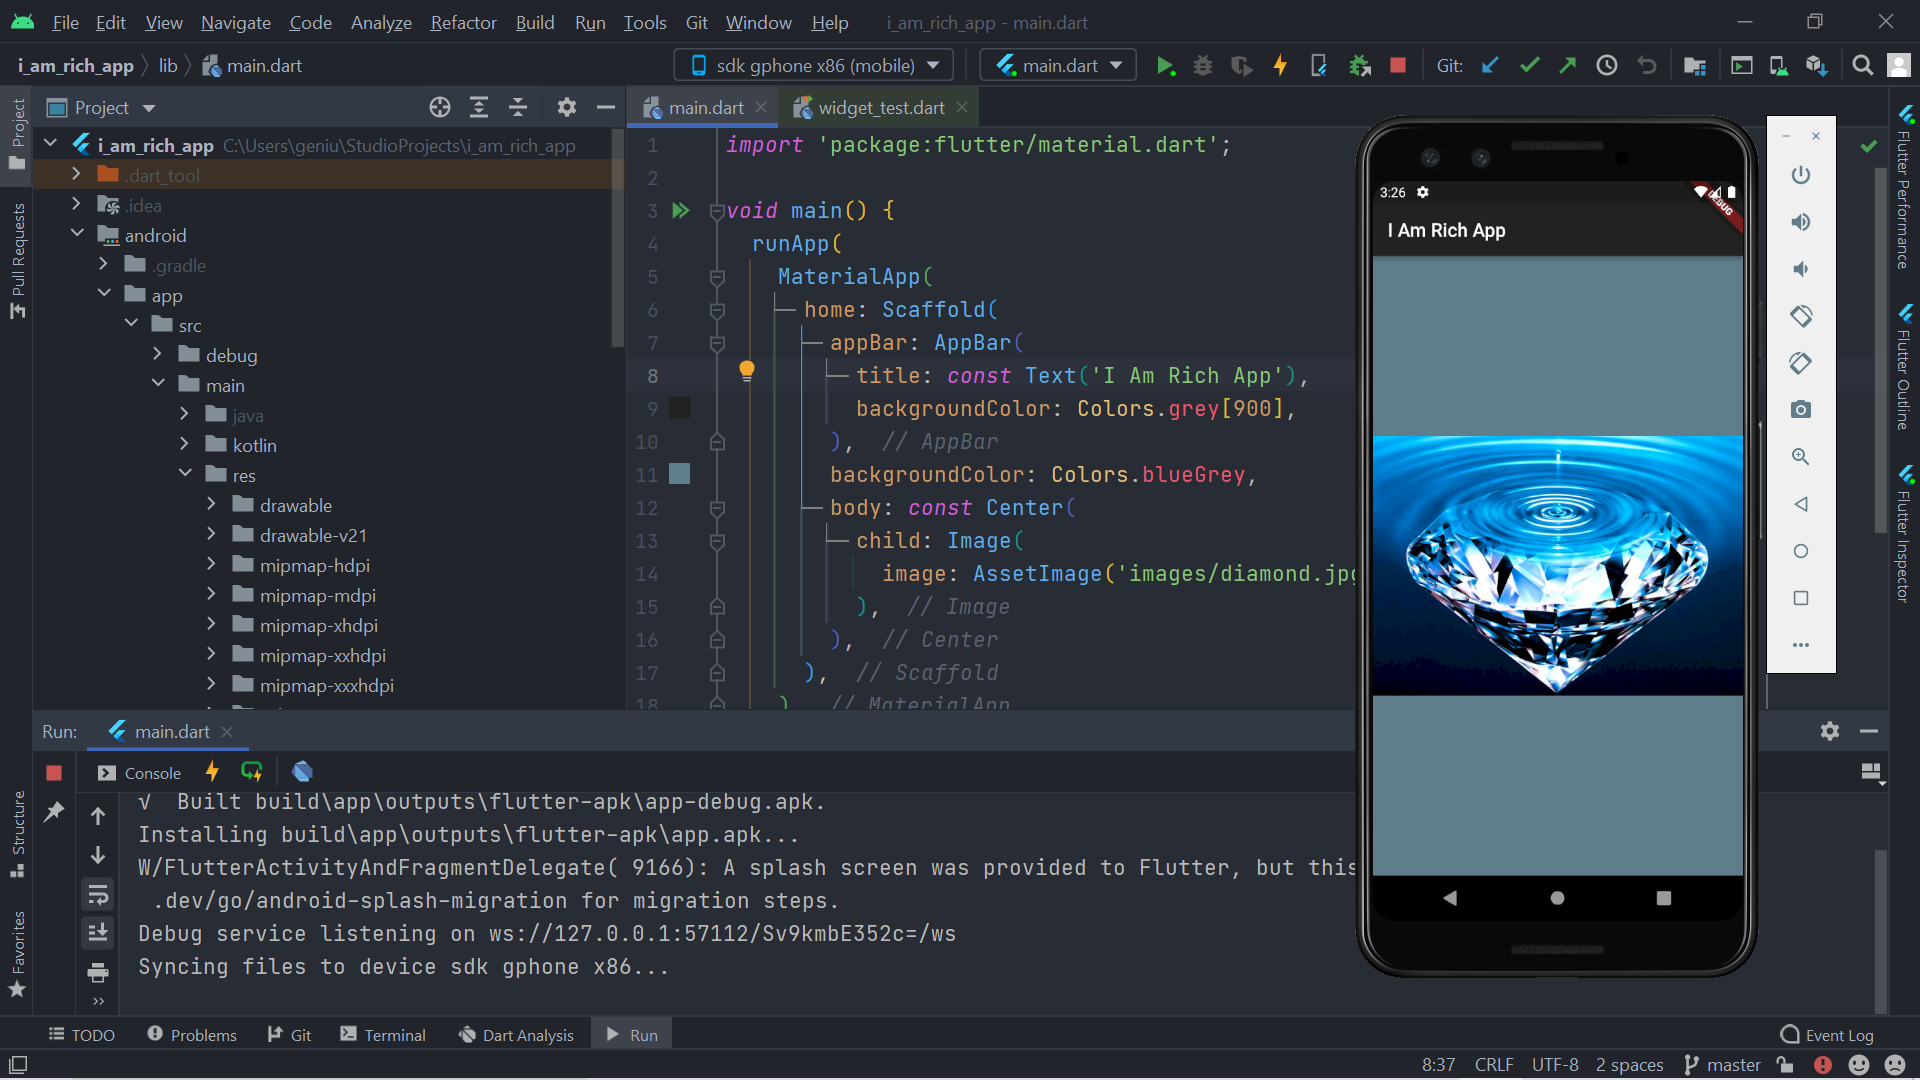 File Edit View Navigate Code Analyze Refactor Build Run Tools Git Window Help i_am_rich_app - main.dart
i_am_rich_app lib main.dart sdk gphone x86 (mobile) main.dart Git:
Project
Project
Pull Requests
Structure
Favorites
i_am_rich_app C:\Users\geniu\StudioProjects\i_am_rich_app
.dart_tool
.idea
android
.gradle
app
src
debug
main
java
kotlin
res
drawable
drawable-v21
mipmap-hdpi
mipmap-mdpi
mipmap-xhdpi
mipmap-xxhdpi
mipmap-xxxhdpi
main.dart widget_test.dart
1 import 'package:flutter/material.dart';
2
3 void main() {
4 runApp(
5 MaterialApp(
6 home: Scaffold(
7 appBar: AppBar(
8 title: const Text('I Am Rich App'),
9 backgroundColor: Colors.grey[900],
10 ), // AppBar
11 backgroundColor: Colors.blueGrey,
12 body: const Center(
13 child: Image(
14 image: AssetImage('images/diamond.jpg
15 ), // Image
16 ), // Center
17 ), // Scaffold
18 ) // MaterialApp
3:26
DEBUG
I Am Rich App
Flutter Performance
Flutter Outline
Flutter Inspector
Run: main.dart
Console
√ Built build\app\outputs\flutter-apk\app-debug.apk.
Installing build\app\outputs\flutter-apk\app.apk...
W/FlutterActivityAndFragmentDelegate( 9166): A splash screen was provided to Flutter, but this
.dev/go/android-splash-migration for migration steps.
Debug service listening on ws://127.0.0.1:57112/Sv9kmbE352c=/ws
Syncing files to device sdk gphone x86...
TODO Problems Git Terminal Dart Analysis Run Event Log
8:37 CRLF UTF-8 2 spaces master